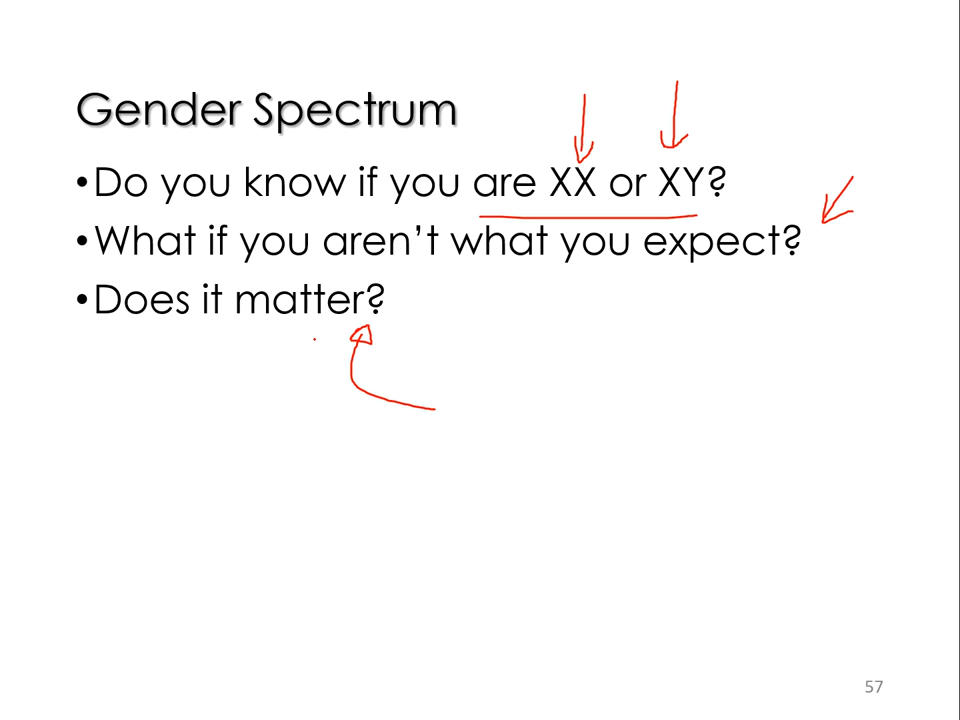 Gender Spectrum
•Do you know if you are XX or XY?
•What if you aren’t what you expect?
•Does it matter?
57